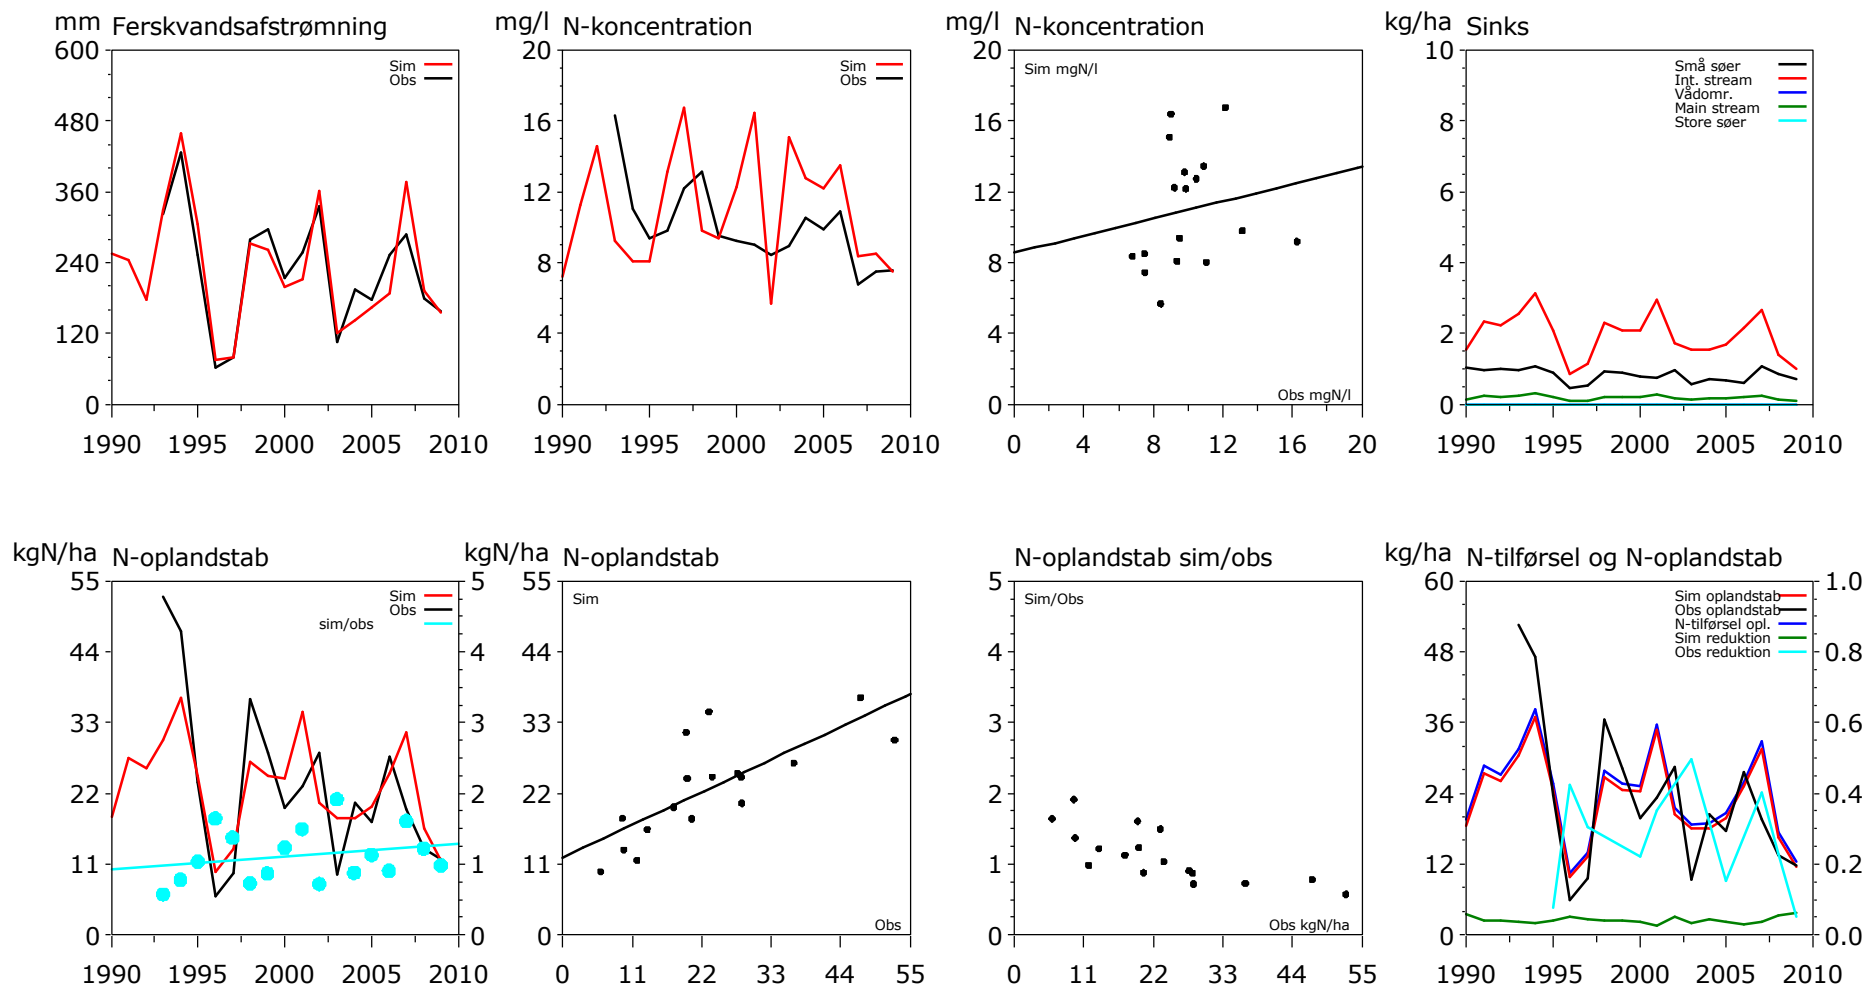 mm Ferskvandsafstrømning
600
480
360
240
120
0
Sim
Obs
1990 1995 2000 2005 2010
mg/l N-koncentration
20
16
12
8
4
0
Sim
Obs
1990 1995 2000 2005 2010
mg/l N-koncentration
20
16
12
8
4
0
Sim mgN/l
Obs mgN/l
0 4 8 12 16 20
kg/ha Sinks
10
8
6
4
2
0
Små søer
Int. stream
Vådomr.
Main stream
Store søer
1990 1995 2000 2005 2010
kgN/ha N-oplandstab
55
44
33
22
11
0
Sim
Obs
sim/obs
5
4
3
2
1
0
1990 1995 2000 2005 2010
kgN/ha N-oplandstab
Sim
Obs
0 11 22 33 44 55
N-oplandstab sim/obs
5
4
3
2
1
0
Sim/Obs
Obs kgN/ha
0 11 22 33 44 55
kg/ha N-tilførsel og N-oplandstab
60
48
36
24
12
0
Sim oplandstab
Obs oplandstab
N-tilførsel opl.
Sim reduktion
Obs reduktion
1.0
0.8
0.6
0.4
0.2
0.0
1990 1995 2000 2005 2010